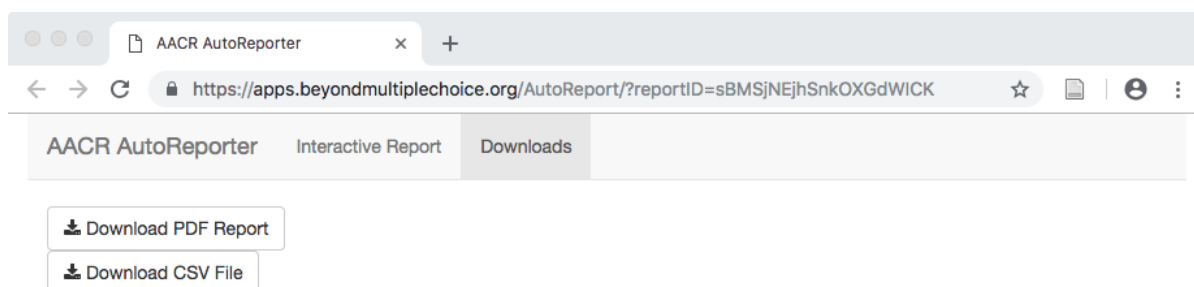 AACR AutoReporter
https://apps.beyondmultiplechoice.org/AutoReport/?reportID=sBMSjNEjhSnkOXGdWICK
AACR AutoReporter Interactive Report Downloads
Download PDF Report
Download CSV File